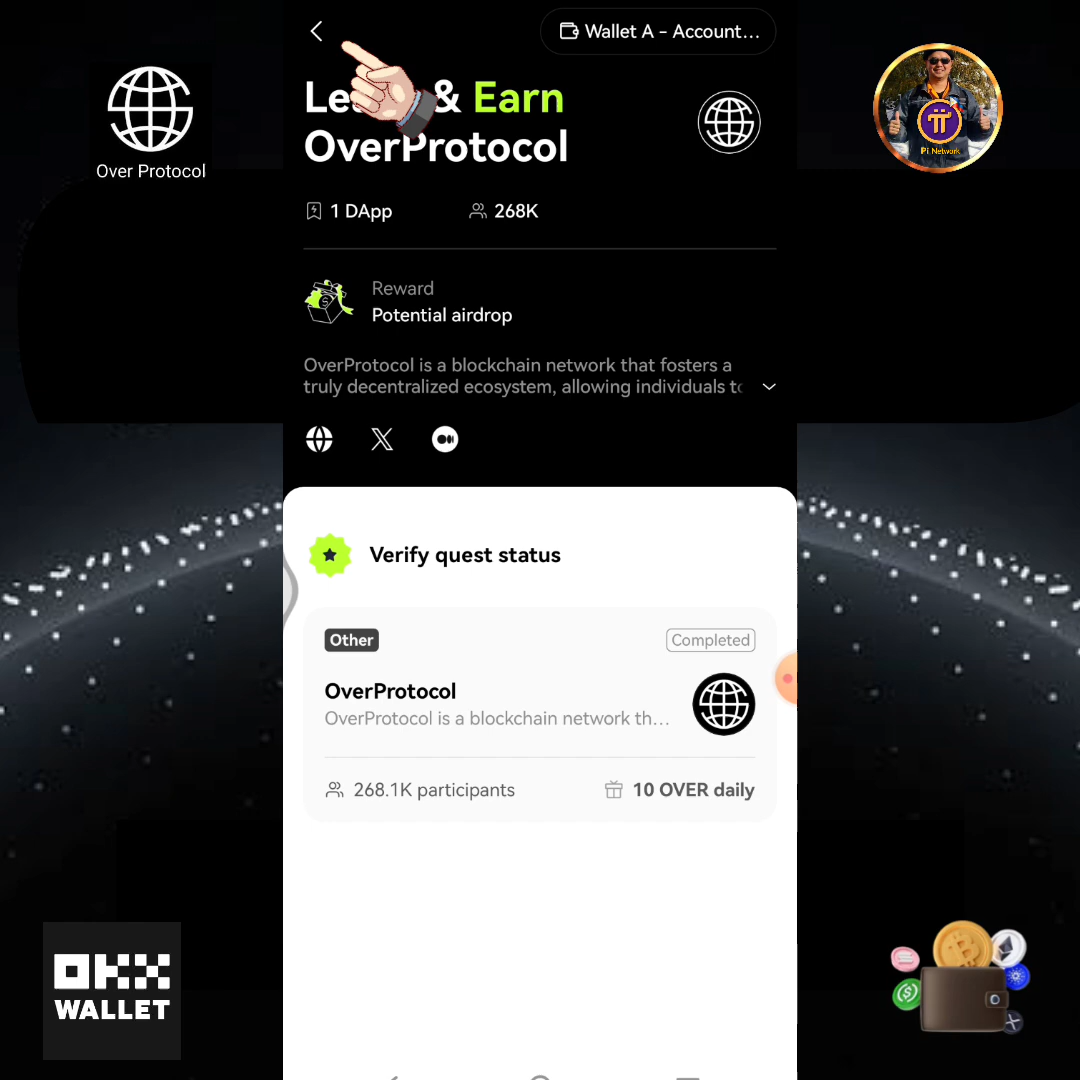 Wallet A - Account...
Le & Earn
OverProtocol
Over Protocol
Pi Network
1 DApp
268K
Reward
Potential airdrop
OverProtocol is a blockchain network that fosters a
truly decentralized ecosystem, allowing individuals to
Verify quest status
Other
Completed
OverProtocol
OverProtocol is a blockchain network th...
268.1K participants
10 OVER daily
OKX
WALLET